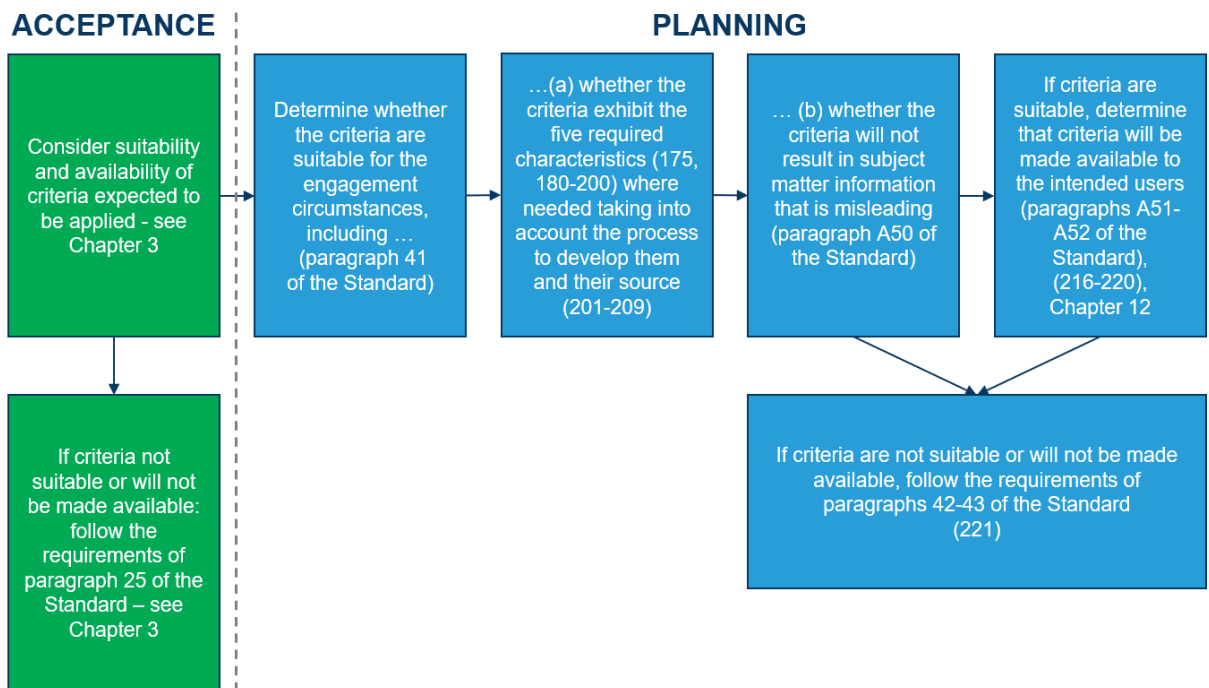 ACCEPTANCE
PLANNING
Consider suitability
and availability of
criteria expected to
be applied - see
Chapter 3
Determine whether
the criteria are
suitable for the
engagement
circumstances,
including …
(paragraph 41
of the Standard)
…(a) whether the
criteria exhibit the
five required
characteristics (175,
180-200) where
needed taking into
account the process
to develop them
and their source
(201-209)
… (b) whether the
criteria will not
result in subject
matter information
that is misleading
(paragraph A50 of
the Standard)
If criteria are
suitable, determine
that criteria will be
made available to
the intended users
(paragraphs A51-
A52 of the
Standard),
(216-220),
Chapter 12
If criteria not
suitable or will not
be made available:
follow the
requirements of
paragraph 25 of the
Standard – see
Chapter 3
If criteria are not suitable or will not be made
available, follow the requirements of
paragraphs 42-43 of the Standard
(221)